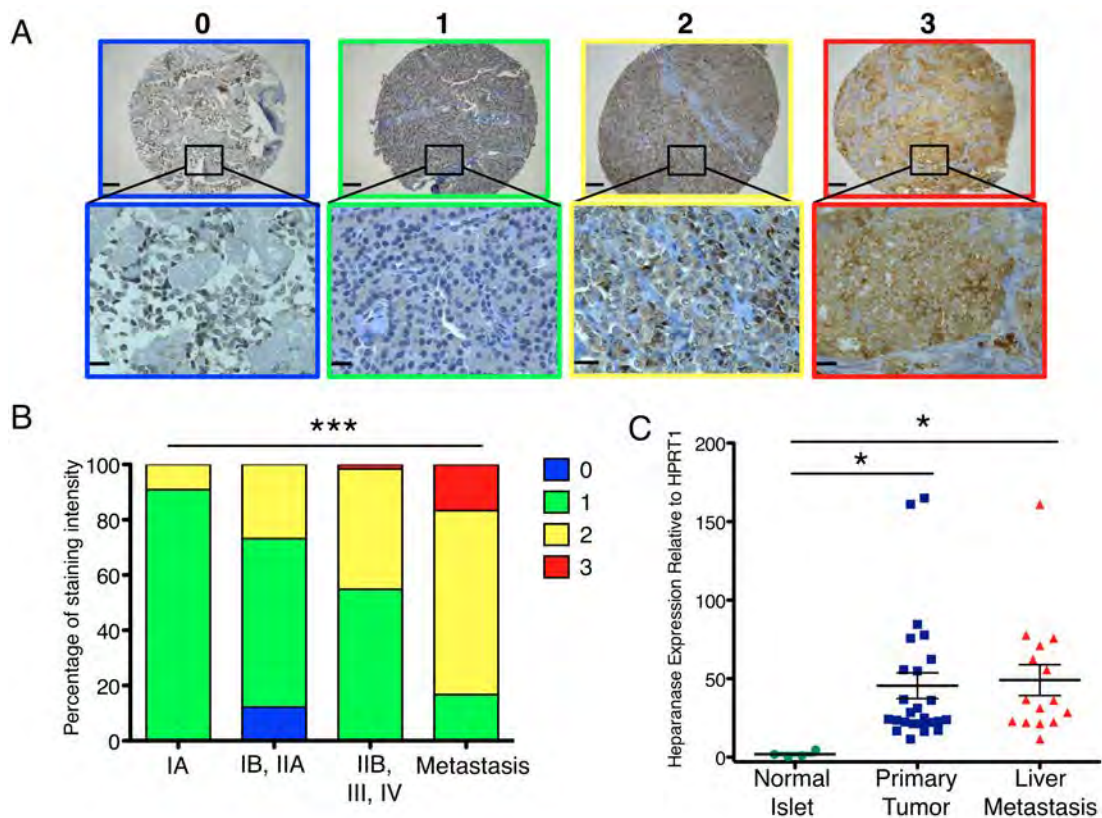 A
0 1 2 3
B
***
Percentage of staining intensity
100
80
60
40
20
0
IA
IB, IIA
IIB,
III, IV
Metastasis
0
1
2
3
C
Heparanase Expression Relative to HPRT1
200
150
100
50
0
*
*
Normal
Islet
Primary
Tumor
Liver
Metastasis